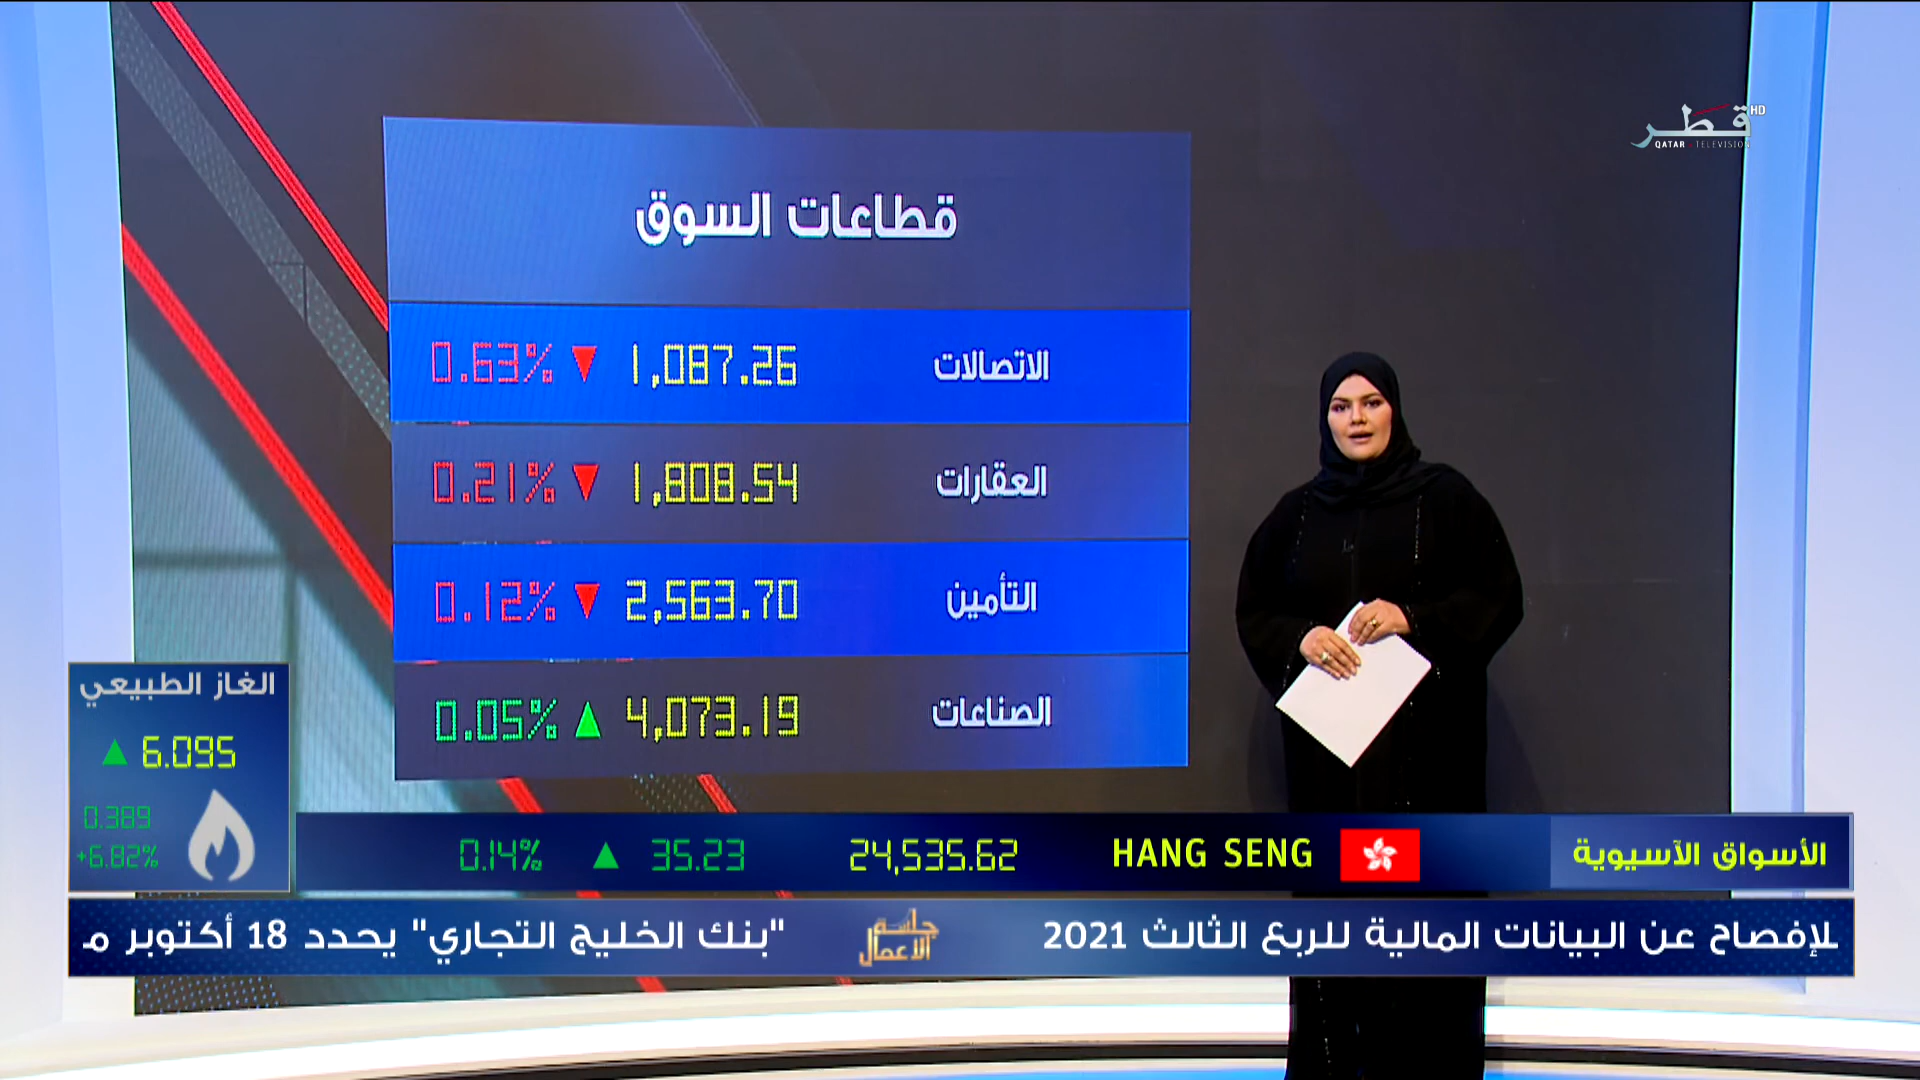 قطر HD
QATAR TELEVISION
قطاعات السوق
الاتصالات 1,087.26 ▼ 0.63%
العقارات 1,808.54 ▼ 0.21%
التأمين 2,563.70 ▼ 0.12%
الصناعات 4,073.19 ▲ 0.05%
الغاز الطبيعي
▲ 6.095
0.389
+6.82%
الأسواق الآسيوية HANG SENG 24,535.62 35.23 ▲ 0.14%
للإفصاح عن البيانات المالية للربع الثالث 2021 جلسة الأعمال "بنك الخليج التجاري" يحدد 18 أكتوبر